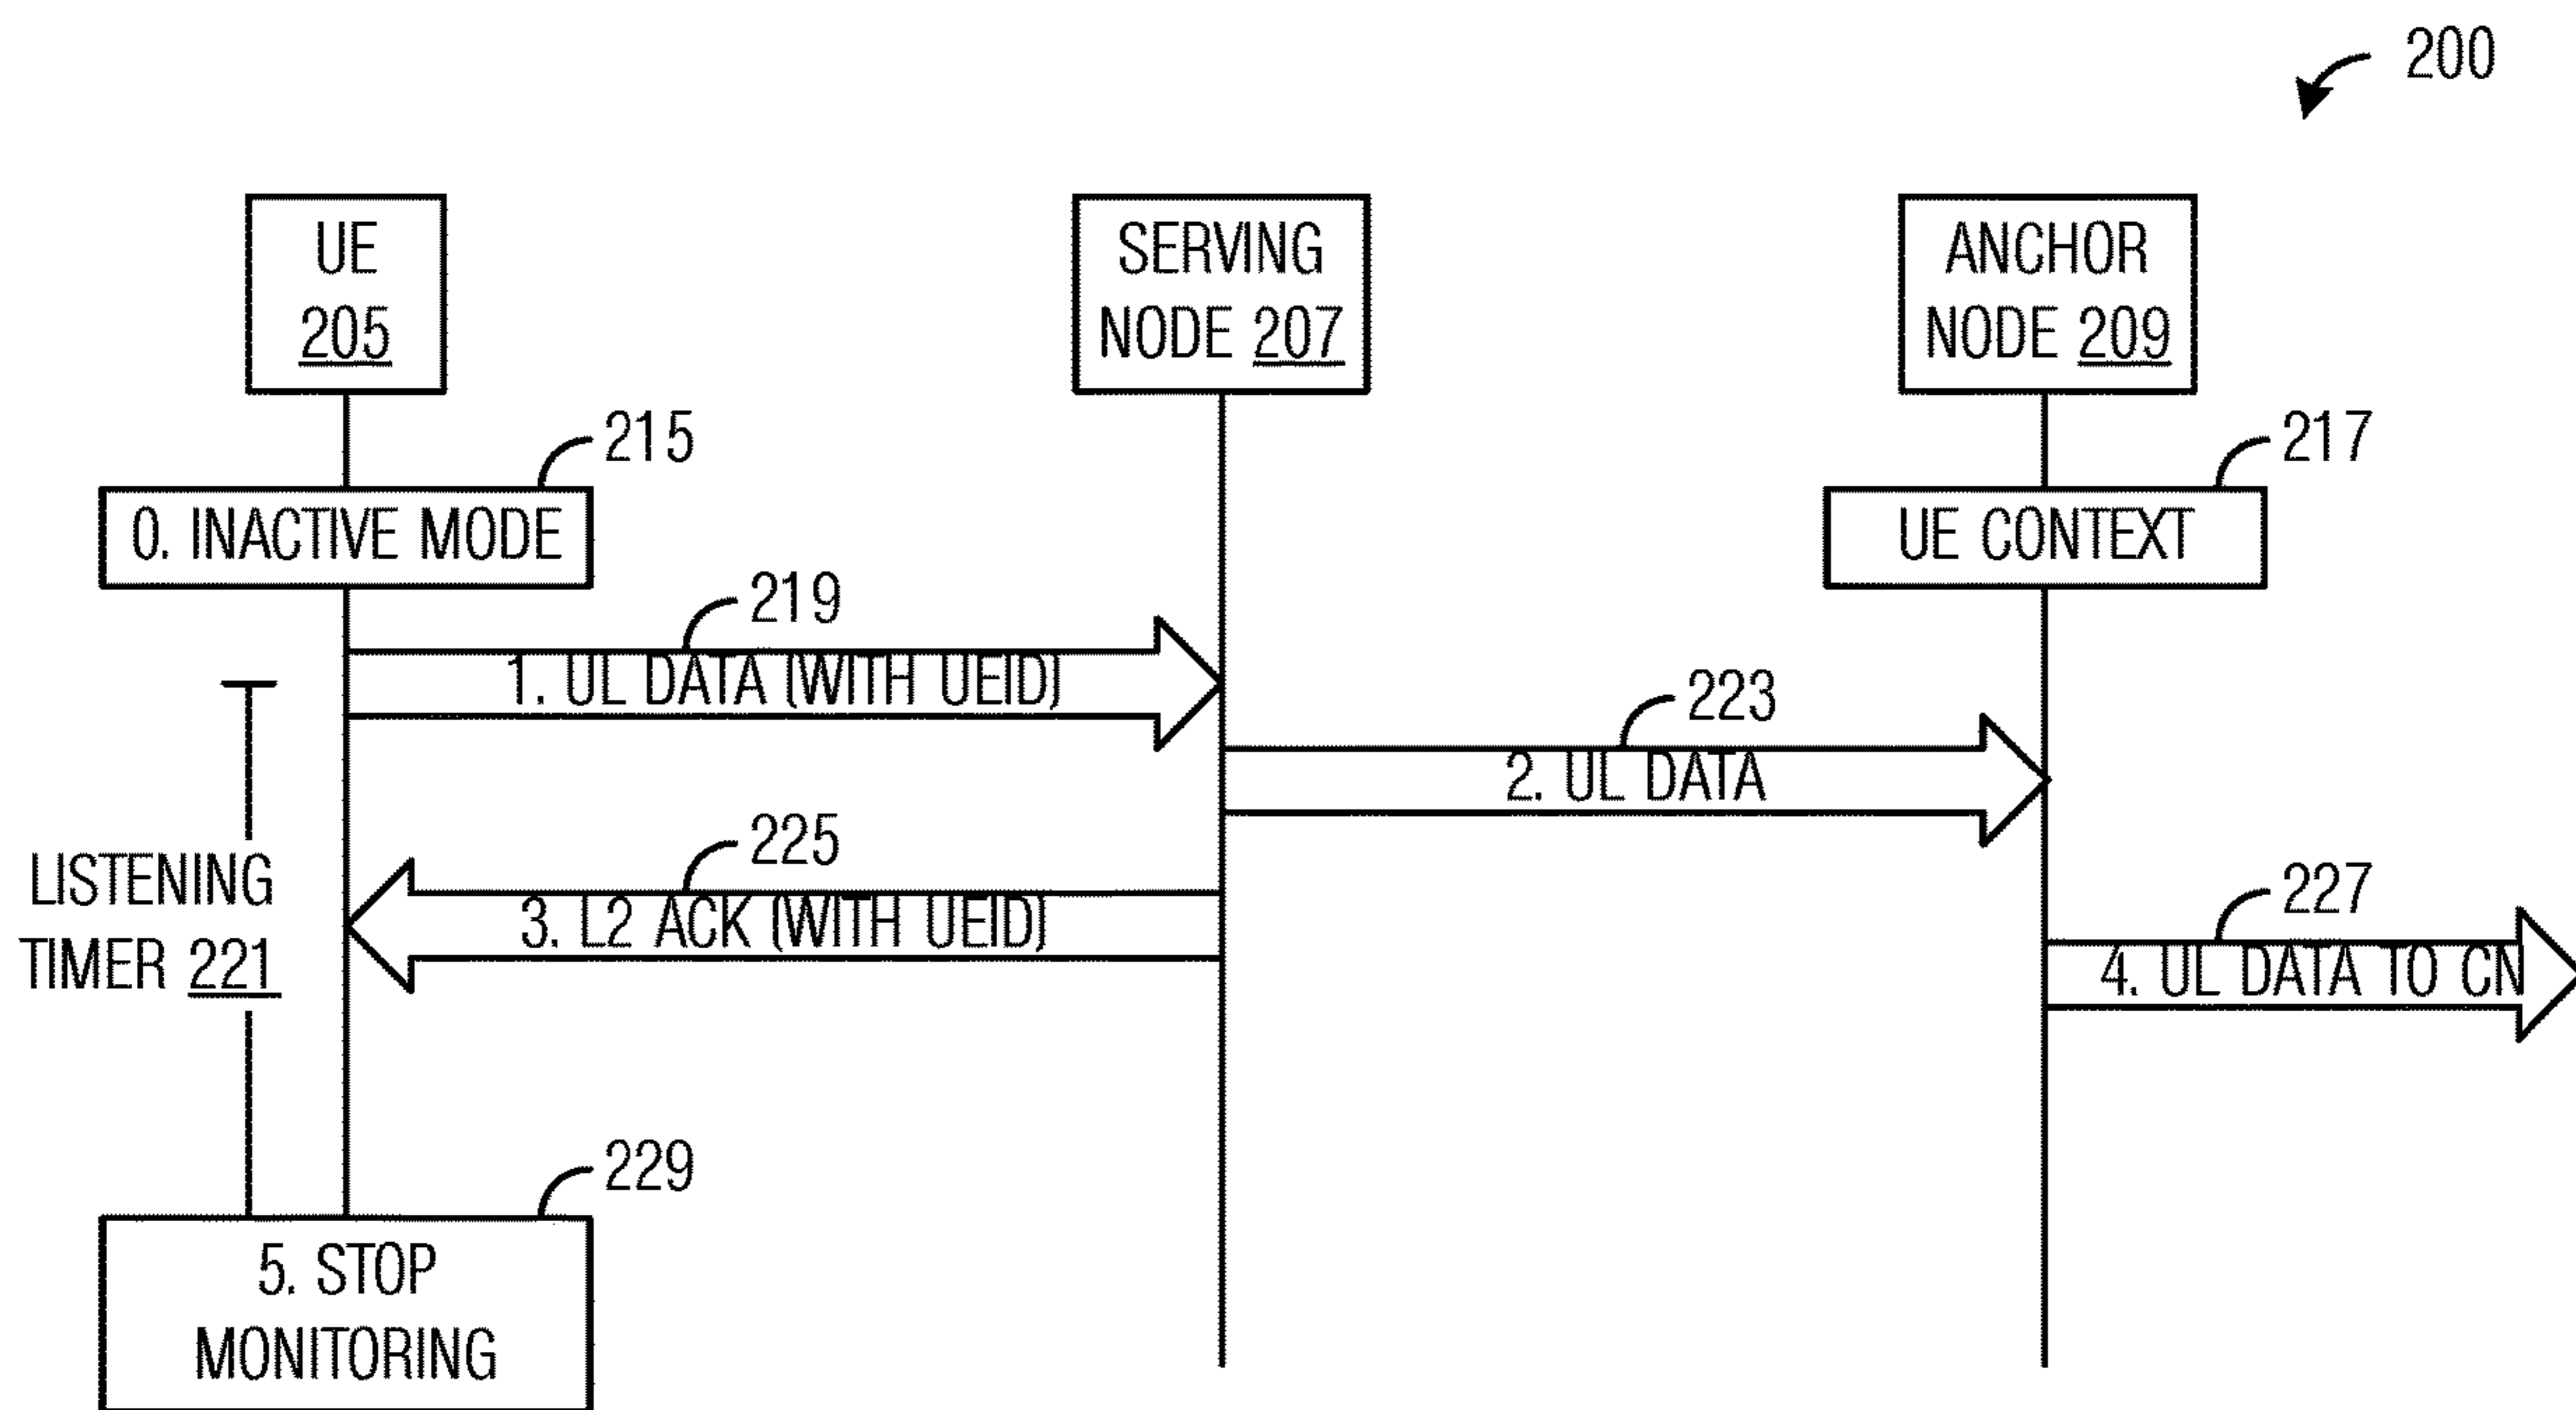 200
UE
205
SERVING
NODE 207
ANCHOR
NODE 209
215
217
0. INACTIVE MODE
UE CONTEXT
219
1. UL DATA (WITH UEID)
223
2. UL DATA
225
3. L2 ACK (WITH UEID)
LISTENING
TIMER 221
227
4. UL DATA TO CN
229
5. STOP
MONITORING